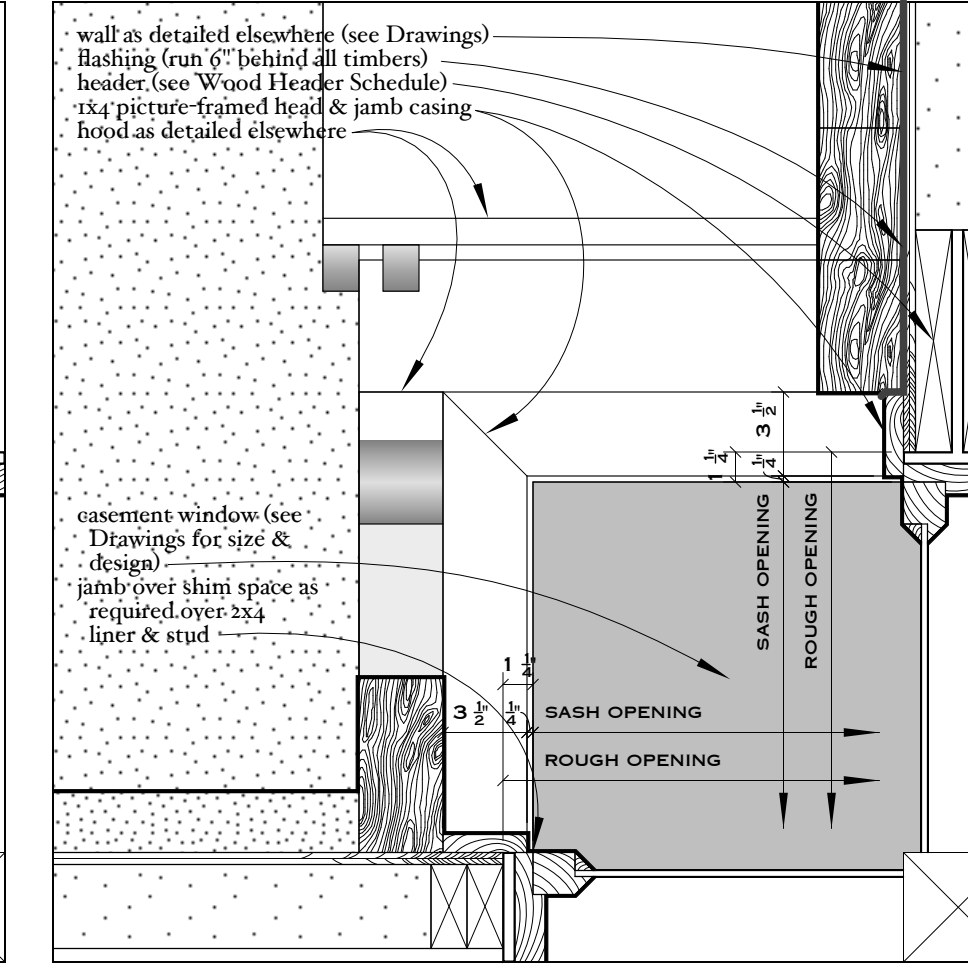 wall as detailed elsewhere (see Drawings)
flashing (run 6" behind all timbers)
header (see Wood Header Schedule)
1x4 picture-framed head & jamb casing
hood as detailed elsewhere
3 1/2"
1 1/4"
1/4"
SASH OPENING
ROUGH OPENING
casement window (see
Drawings for size &
design)
jamb over shim space as
required over 2x4
liner & stud
1 1/4"
3 1/2"
1/4"
SASH OPENING
ROUGH OPENING